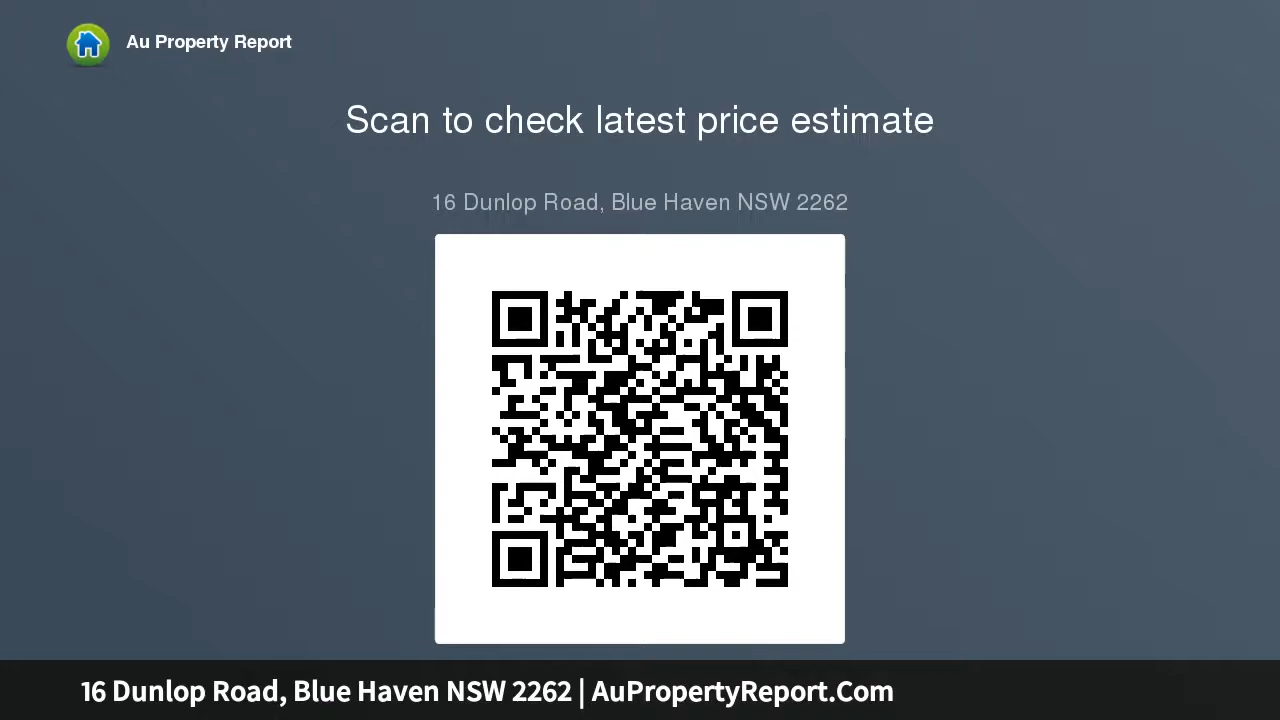 Au Property Report
Scan to check latest price estimate
16 Dunlop Road, Blue Haven NSW 2262
16 Dunlop Road, Blue Haven NSW 2262 | AuPropertyReport.Com